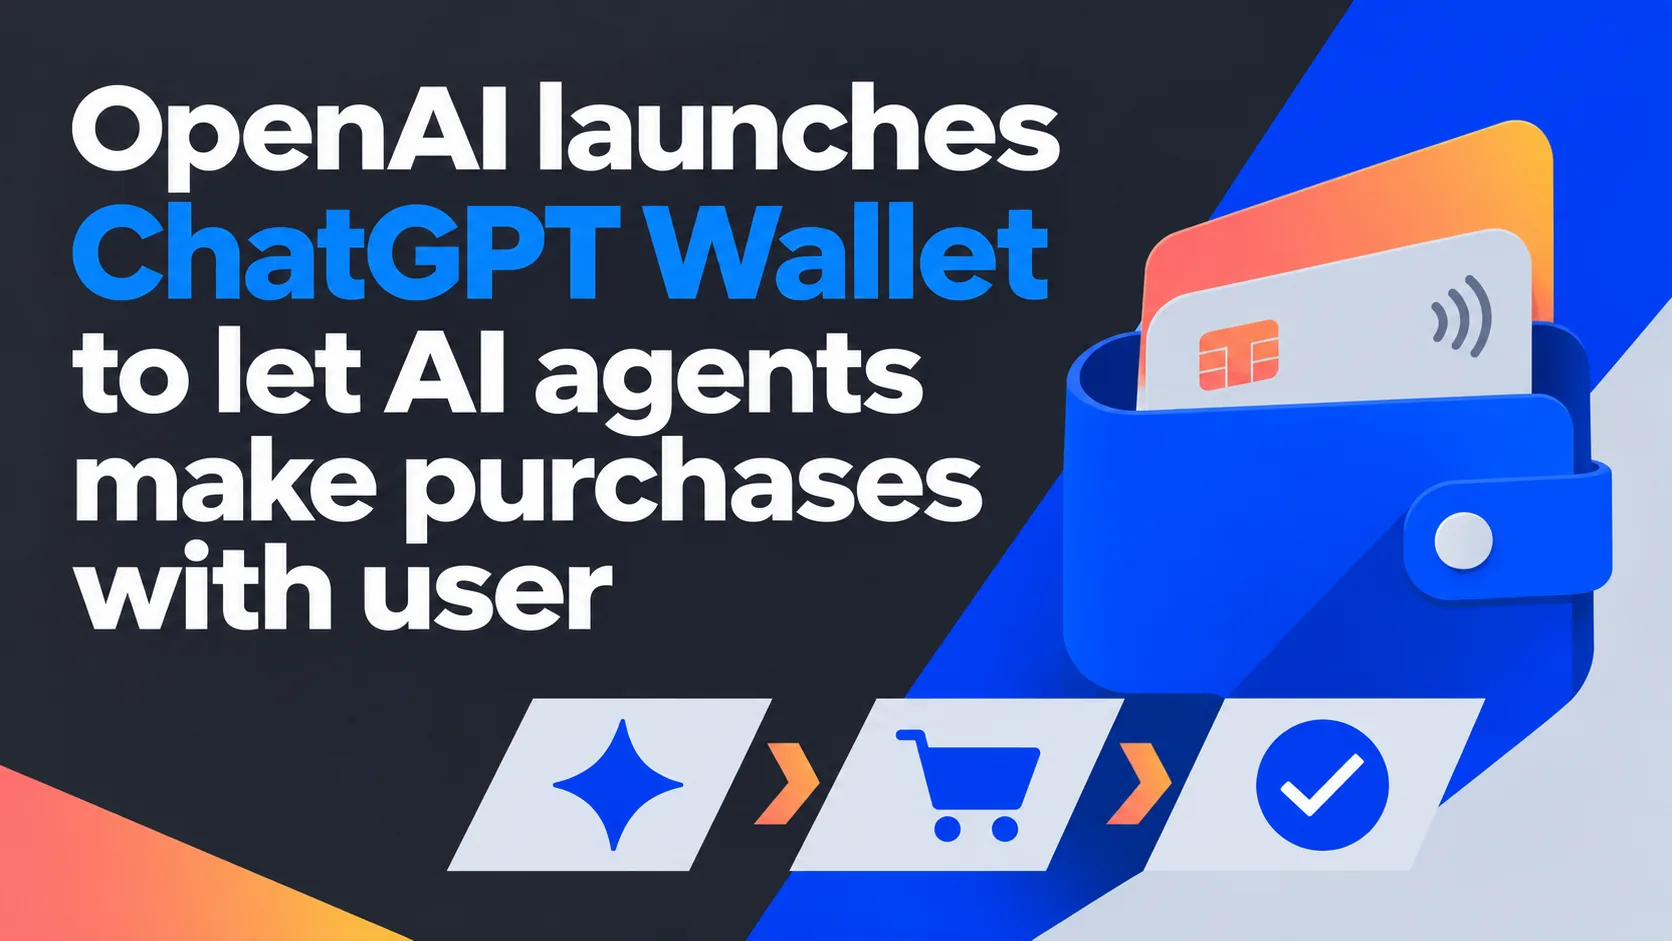 OpenAI launches
ChatGPT Wallet
to let AI agents
make purchases
with user